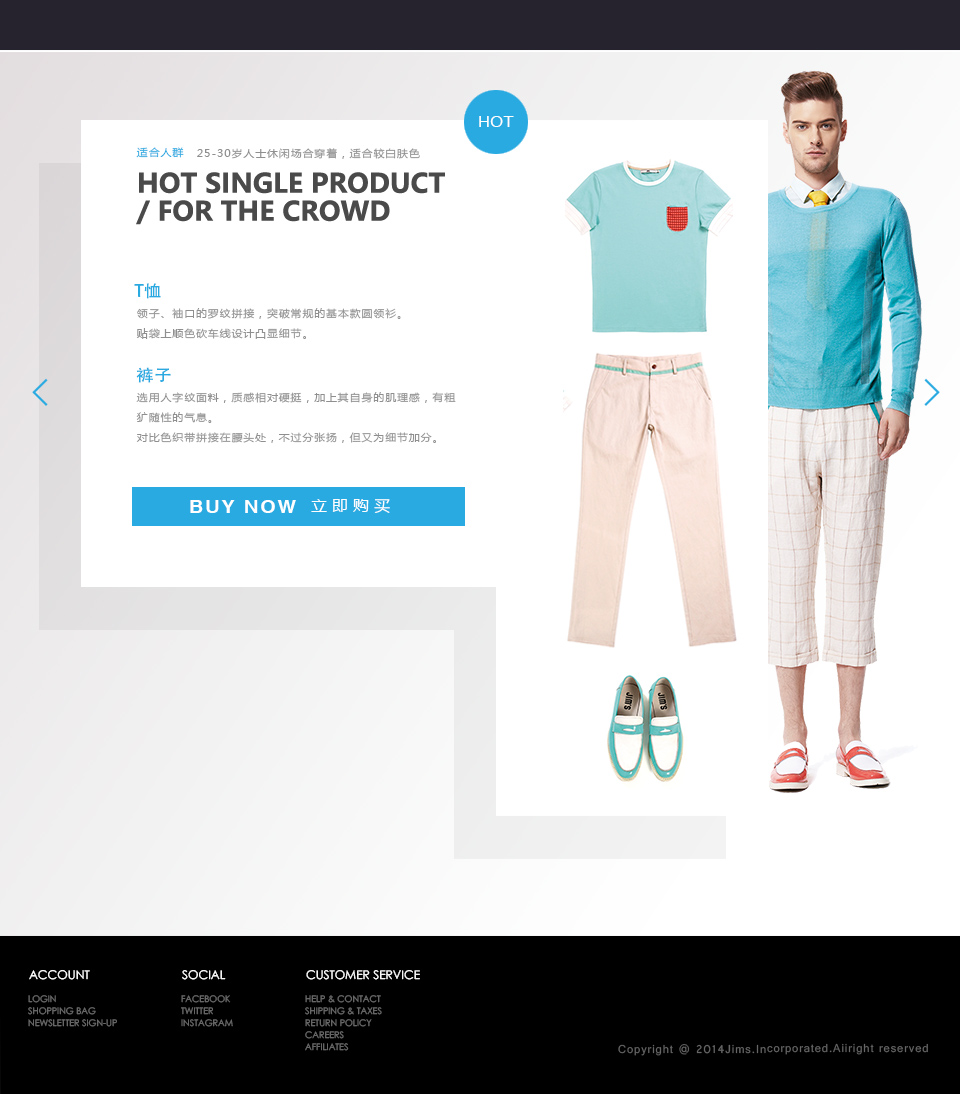 HOT
适合人群 25-30岁人士休闲场合穿着，适合较白肤色
HOT SINGLE PRODUCT
/ FOR THE CROWD
T恤
领子、袖口的罗纹拼接，突破常规的基本款圆领衫。
贴袋上顺色砍车线设计凸显细节。
裤子
选用人字纹面料，质感相对硬挺，加上其自身的肌理感，有粗
犷随性的气息。
对比色织带拼接在腰头处，不过分张扬，但又为细节加分。
BUY NOW 立即购买
JIM'S
JIM'S
ACCOUNT
LOGIN
SHOPPING BAG
NEWSLETTER SIGN-UP
SOCIAL
FACEBOOK
TWITTER
INSTAGRAM
CUSTOMER SERVICE
HELP & CONTACT
SHIPPING & TAXES
RETURN POLICY
CAREERS
AFFILIATES
Copyright @ 2014Jims.Incorporated.Aiiright reserved